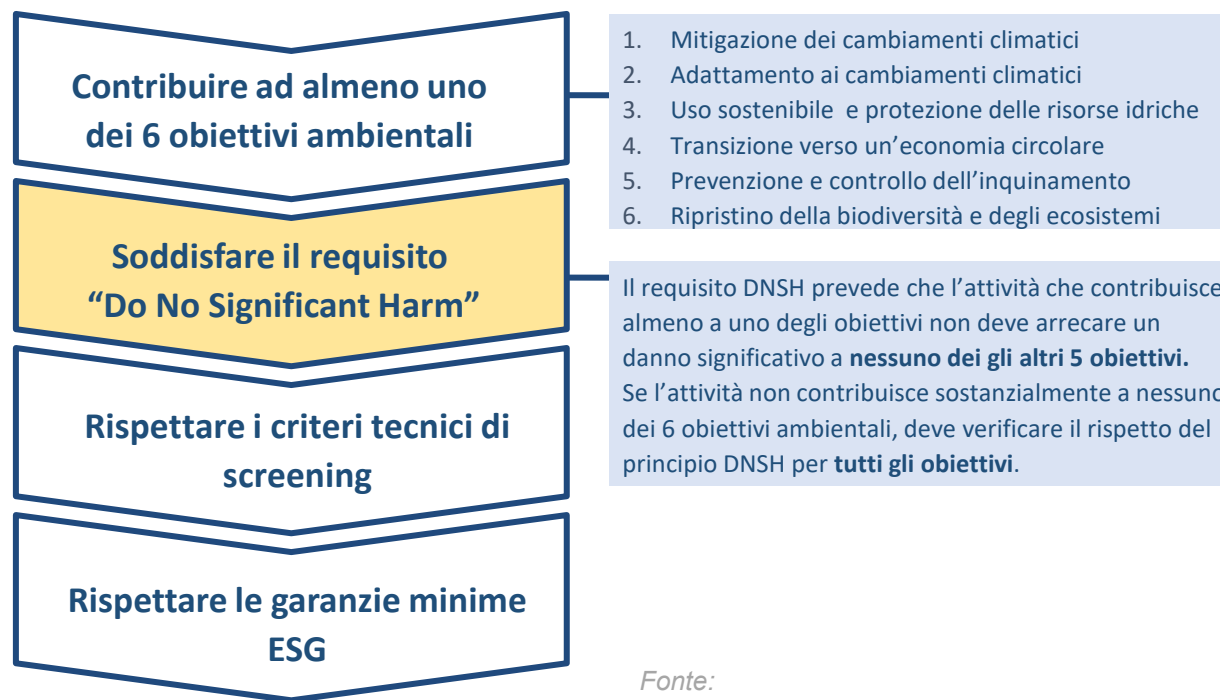 Contribuire ad almeno uno
dei 6 obiettivi ambientali
1. Mitigazione dei cambiamenti climatici
2. Adattamento ai cambiamenti climatici
3. Uso sostenibile e protezione delle risorse idriche
4. Transizione verso un’economia circolare
5. Prevenzione e controllo dell’inquinamento
6. Ripristino della biodiversità e degli ecosistemi
Soddisfare il requisito
“Do No Significant Harm”
Il requisito DNSH prevede che l’attività che contribuisce
almeno a uno degli obiettivi non deve arrecare un
danno significativo a nessuno dei gli altri 5 obiettivi.
Se l’attività non contribuisce sostanzialmente a nessuno
dei 6 obiettivi ambientali, deve verificare il rispetto del
principio DNSH per tutti gli obiettivi.
Rispettare i criteri tecnici di
screening
Rispettare le garanzie minime
ESG
Fonte: